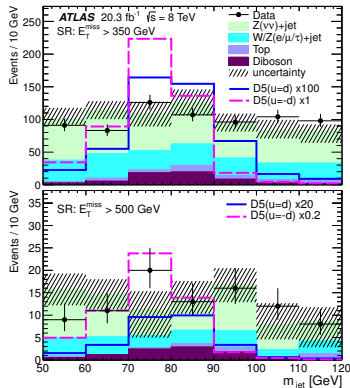 ATLAS 20.3 fb⁻¹ √s = 8 TeV
SR: E_T^miss > 350 GeV
Data
Z(νν)+jet
W/Z(e/μ/τ)+jet
Top
Diboson
uncertainty
D5(u=d) x100
D5(u=-d) x1
Events / 10 GeV
300
250
200
150
100
50
0
SR: E_T^miss > 500 GeV
D5(u=d) x20
D5(u=-d) x0.2
Events / 10 GeV
35
30
25
20
15
10
5
0
50 60 70 80 90 100 110 120
m_jet [GeV]